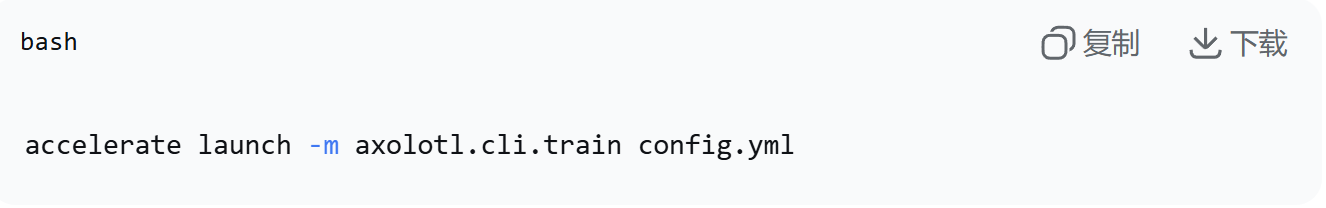 bash 复制 下载
accelerate launch -m axolotl.cli.train config.yml